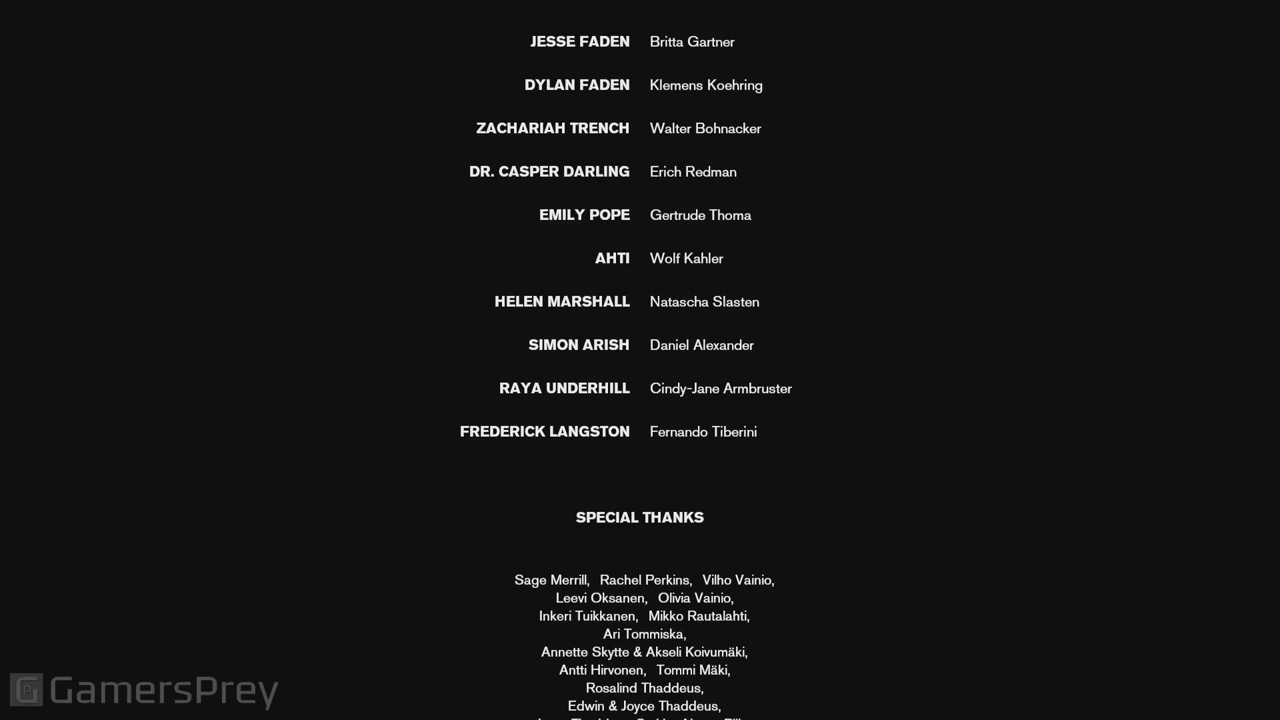 JESSE FADEN Britta Gartner
DYLAN FADEN Klemens Koehring
ZACHARIAH TRENCH Walter Bohnacker
DR. CASPER DARLING Erich Redman
EMILY POPE Gertrude Thoma
AHTI Wolf Kahler
HELEN MARSHALL Natascha Slasten
SIMON ARISH Daniel Alexander
RAYA UNDERHILL Cindy-Jane Armbruster
FREDERICK LANGSTON Fernando Tiberini
SPECIAL THANKS
Sage Merrill, Rachel Perkins, Vilho Vainio,
Leevi Oksanen, Olivia Vainio,
Inkeri Tuikkanen, Mikko Rautalahti,
Ari Tommiska,
Annette Skytte & Akseli Koivumäki,
Antti Hirvonen, Tommi Mäki,
Rosalind Thaddeus,
Edwin & Joyce Thaddeus,
GamersPrey